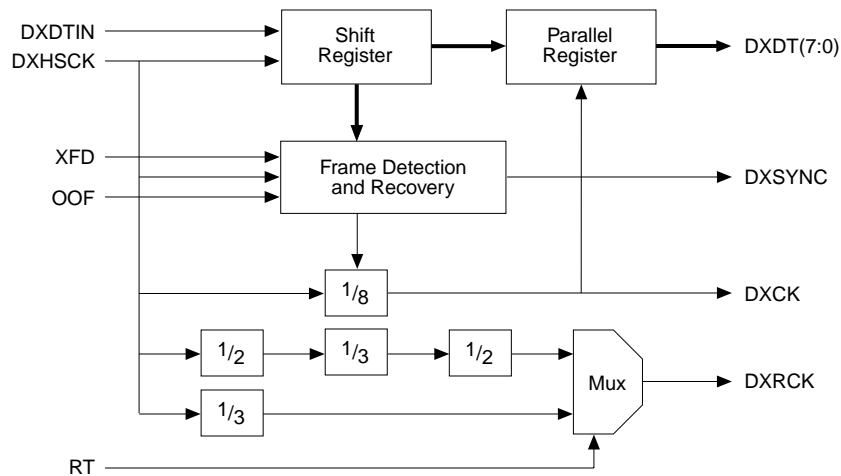 DXDTIN
DXHSCK
Shift
Register
Parallel
Register
DXDT(7:0)
XFD
OOF
Frame Detection
and Recovery
DXSYNC
1/8
DXCK
1/2
1/3
1/2
1/3
Mux
DXRCK
RT